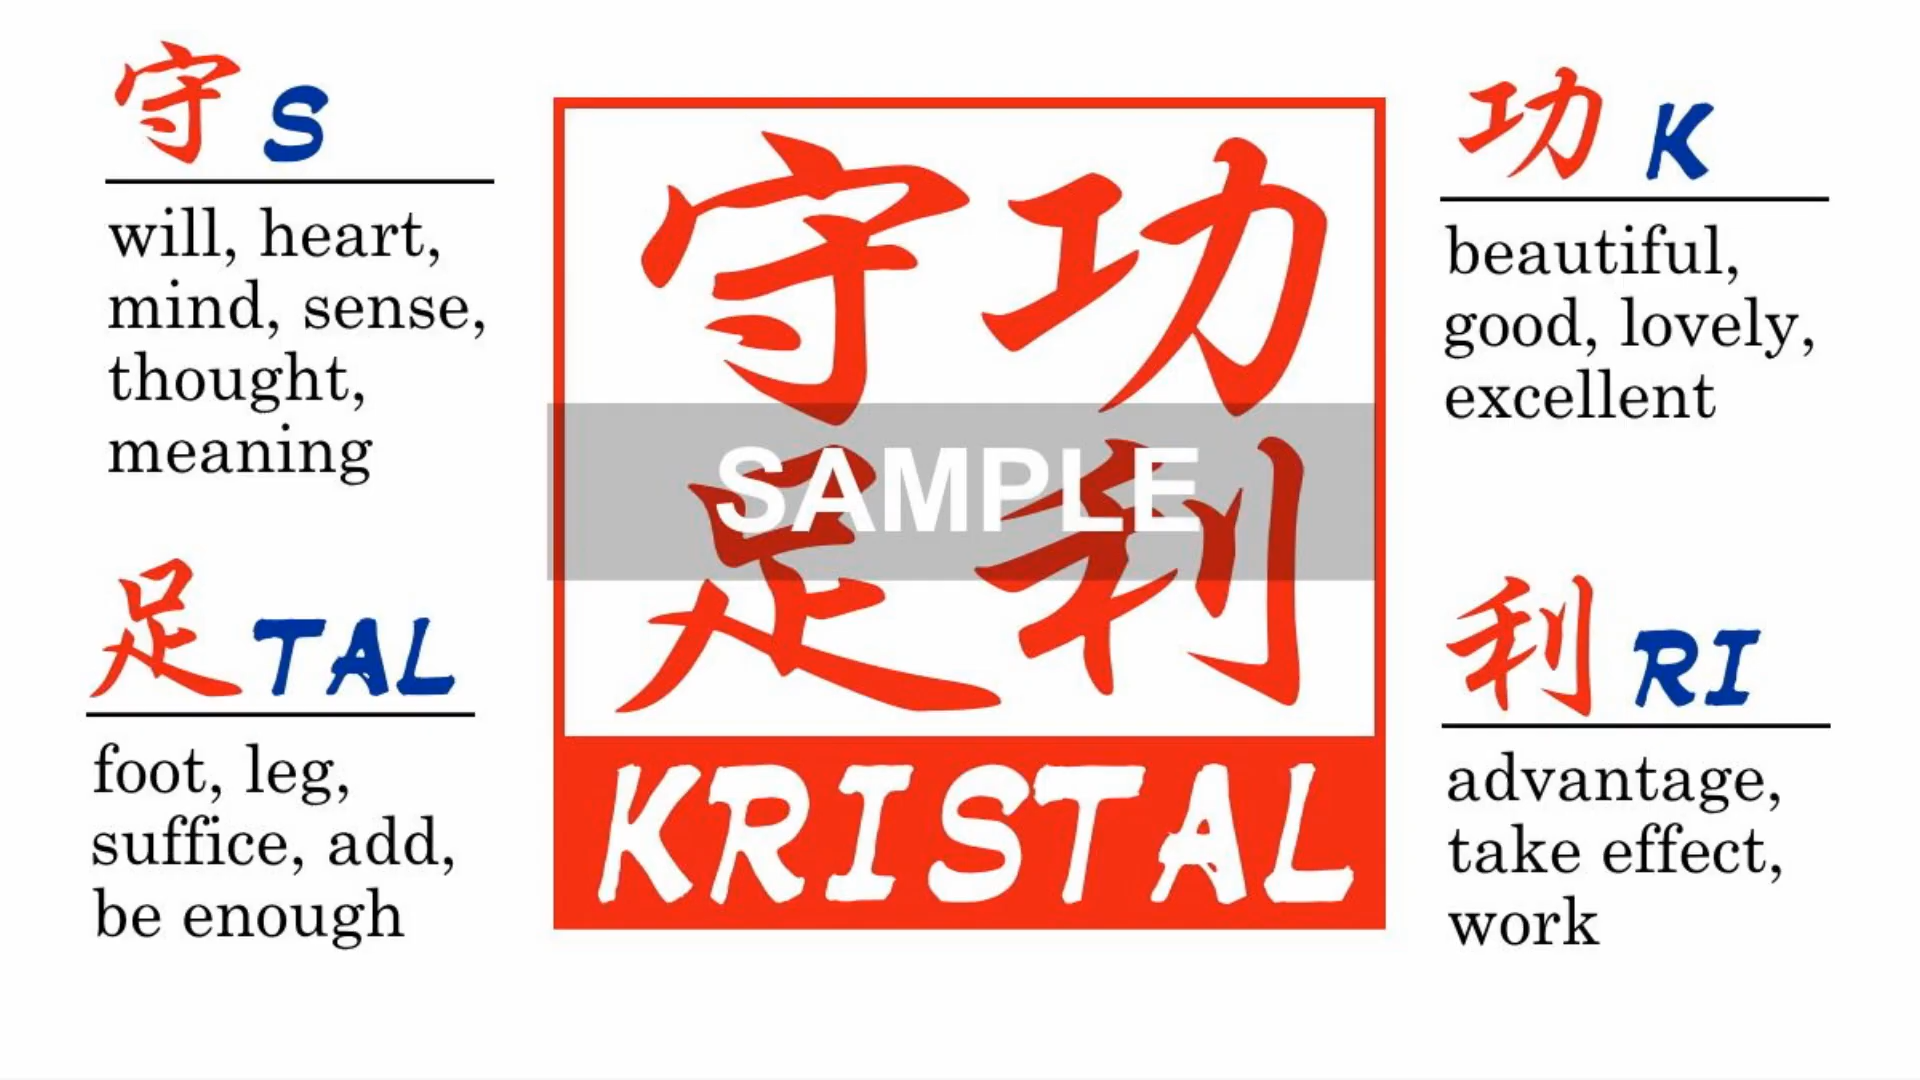 守 S
will, heart,
mind, sense,
thought,
meaning
足 TAL
foot, leg,
suffice, add,
be enough
守功
足利
SAMPLE
KRISTAL
功 K
beautiful,
good, lovely,
excellent
利 RI
advantage,
take effect,
work